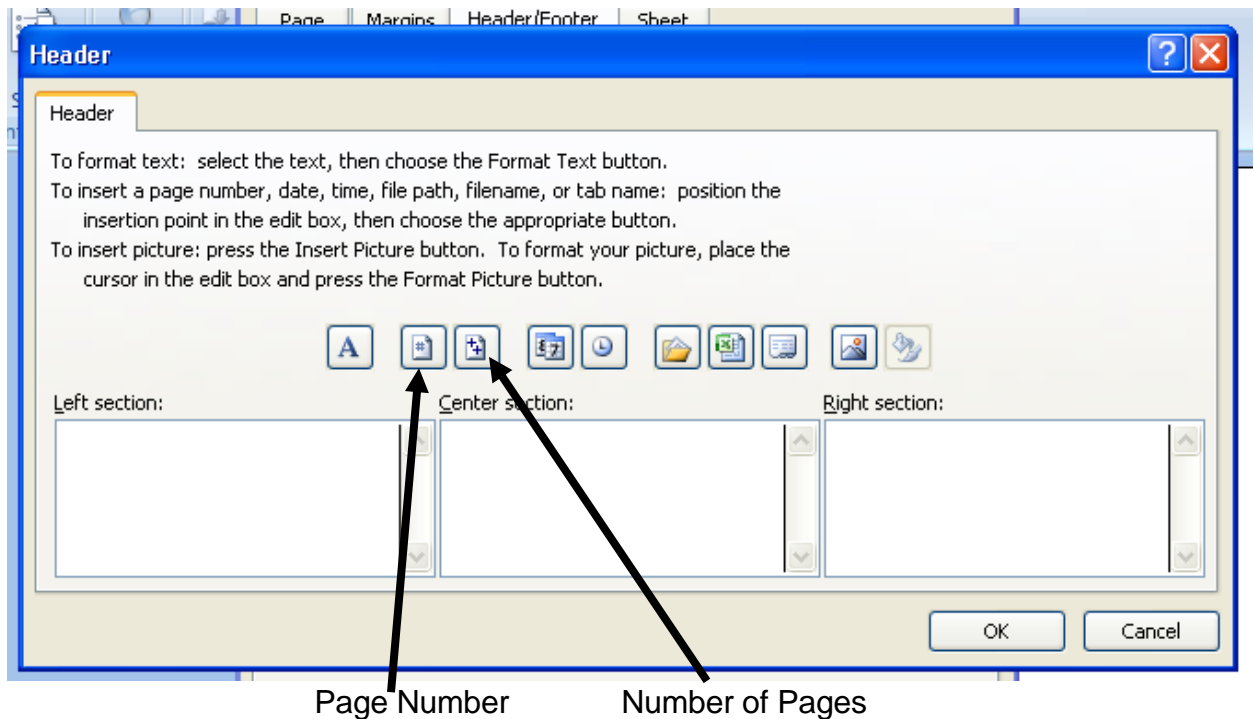 Page Margins Header/Footer Sheet
Header
Header
To format text: select the text, then choose the Format Text button.
To insert a page number, date, time, file path, filename, or tab name: position the
insertion point in the edit box, then choose the appropriate button.
To insert picture: press the Insert Picture button. To format your picture, place the
cursor in the edit box and press the Format Picture button.
A
Left section: Center section: Right section:
OK Cancel
Page Number Number of Pages